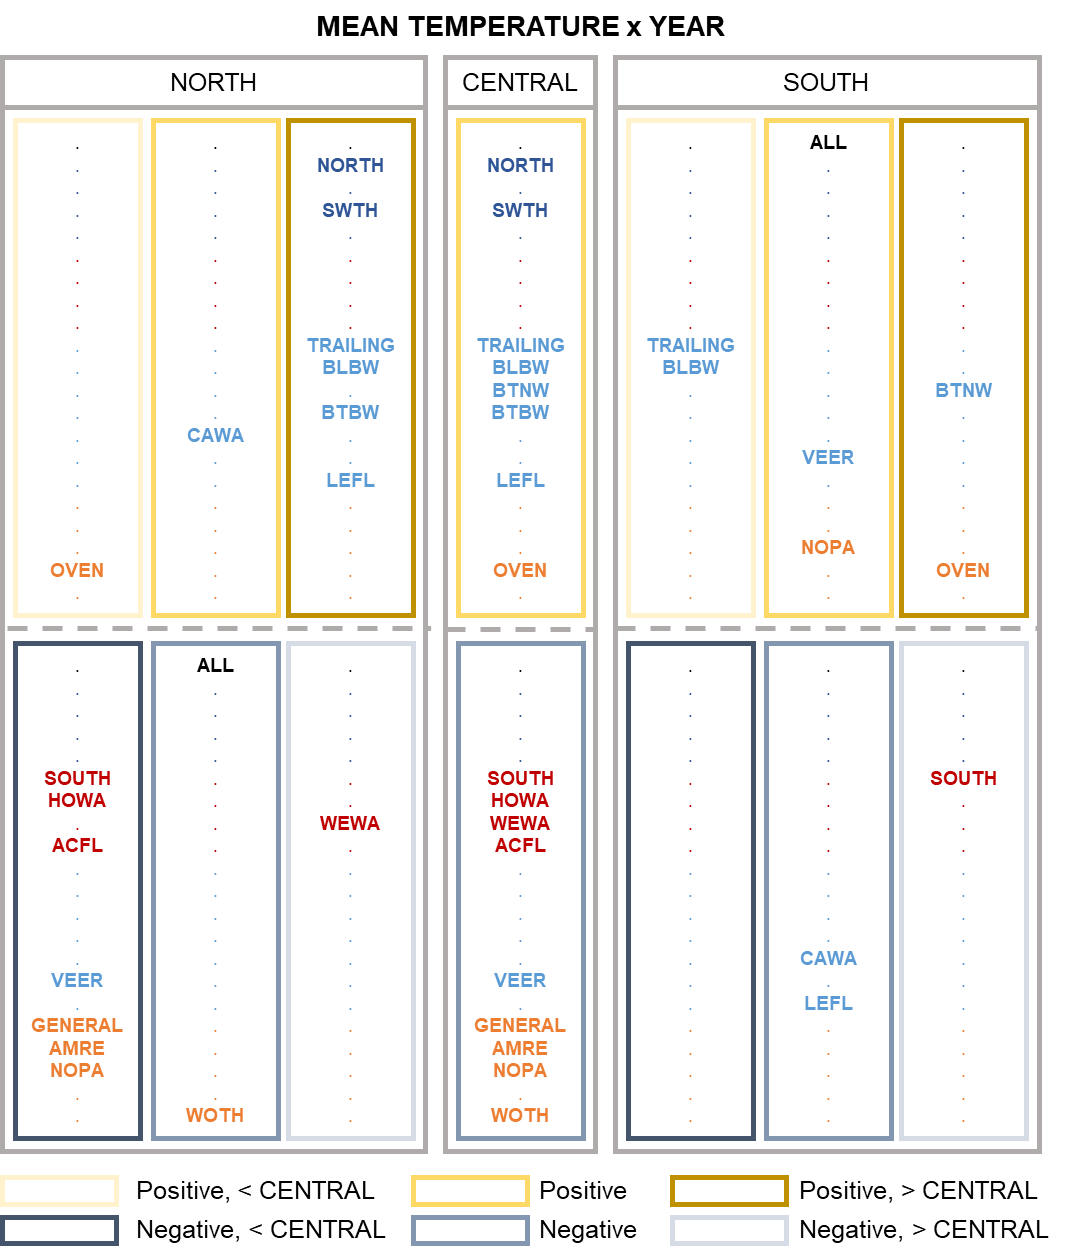 MEAN TEMPERATURE x YEAR
NORTH
CENTRAL
SOUTH
OVEN
CAWA
NORTH
SWTH
TRAILING
BLBW
BTBW
LEFL
NORTH
SWTH
TRAILING
BLBW
BTNW
BTBW
LEFL
OVEN
TRAILING
BLBW
ALL
VEER
NOPA
BTNW
OVEN
SOUTH
HOWA
ACFL
VEER
GENERAL
AMRE
NOPA
ALL
WOTH
WEWA
SOUTH
HOWA
WEWA
ACFL
VEER
GENERAL
AMRE
NOPA
WOTH
CAWA
LEFL
SOUTH
Positive, < CENTRAL
Positive
Positive, > CENTRAL
Negative, < CENTRAL
Negative
Negative, > CENTRAL